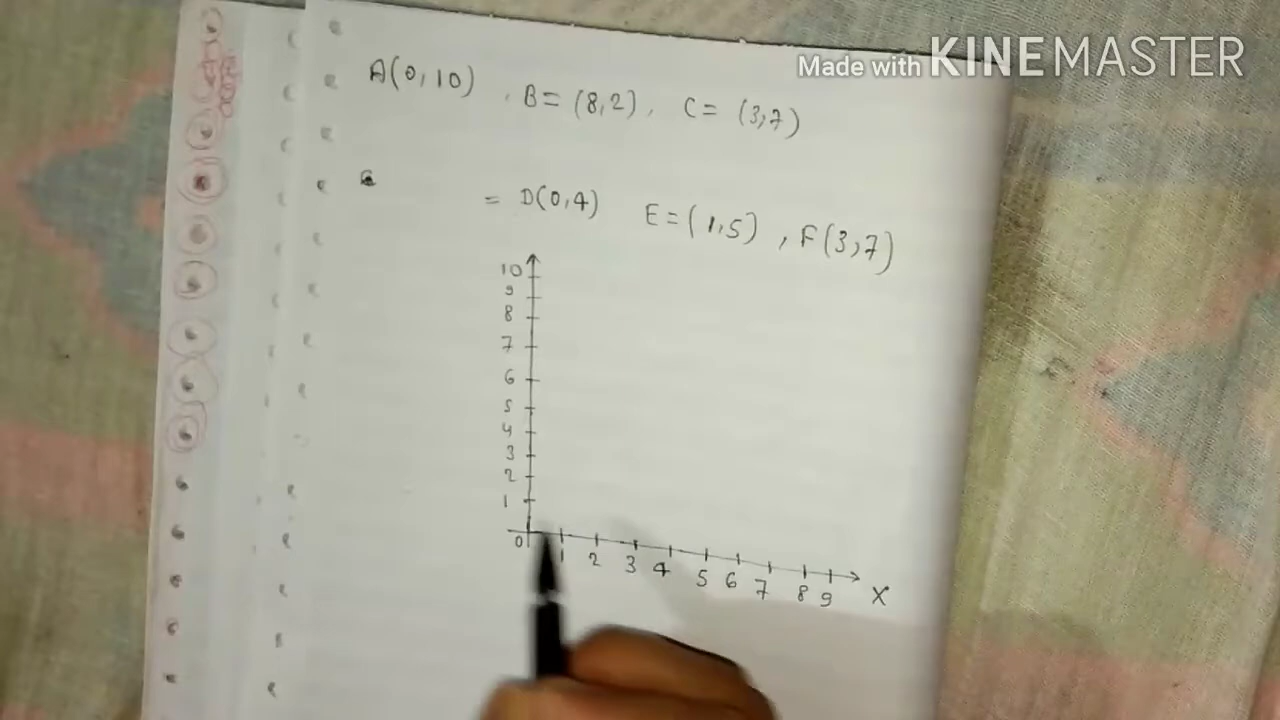 Made with KINEMASTER
A(0,10) , B= (8,2), C= (3,7)
= D(0,4) E=(1,5) , F(3,7)
10
9
8
7
6
5
4
3
2
1
0 1 2 3 4 5 6 7 8 9 X